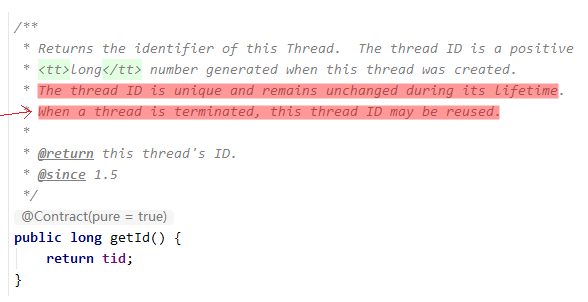 /**
 * Returns the identifier of this Thread.  The thread ID is a positive
 * <tt>long</tt> number generated when this thread was created.
 * The thread ID is unique and remains unchanged during its lifetime.
 * When a thread is terminated, this thread ID may be reused.
 *
 * @return this thread's ID.
 * @since 1.5
 */
@Contract(pure = true)
public long getId() {
    return tid;
}